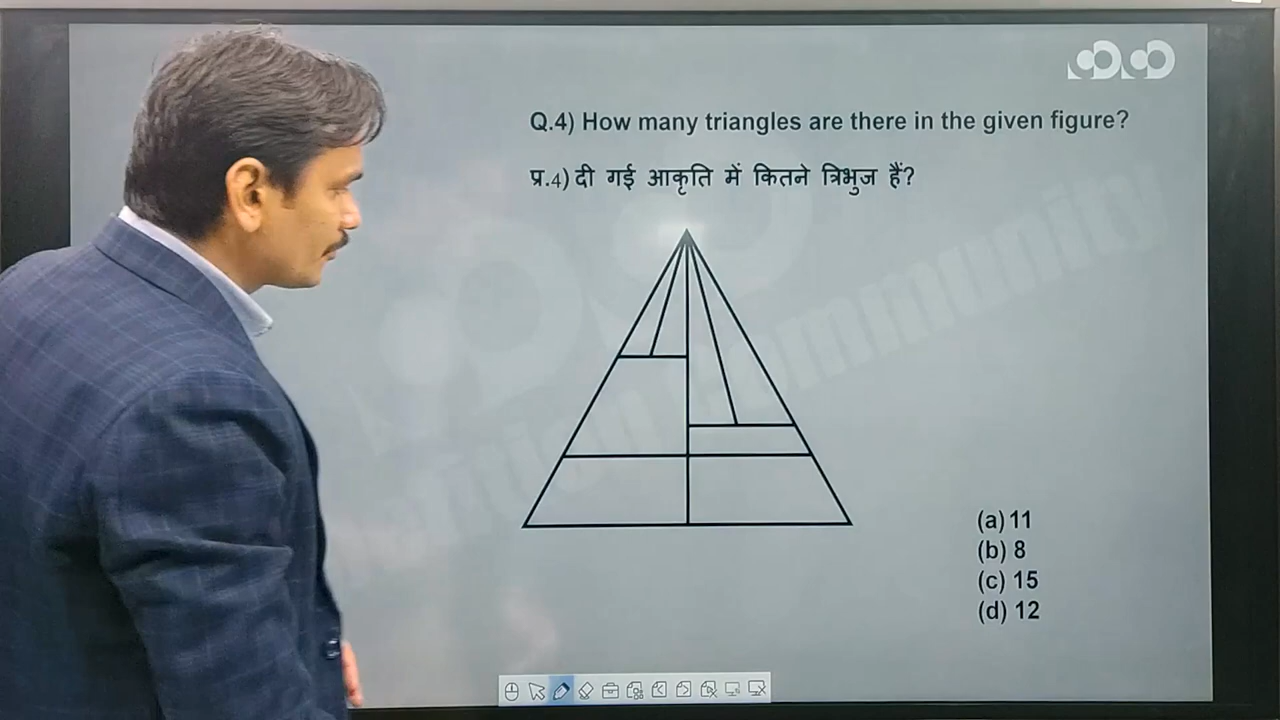 Q.4) How many triangles are there in the given figure?
प्र.4) दी गई आकृति में कितने त्रिभुज हैं?
(a) 11
(b) 8
(c) 15
(d) 12